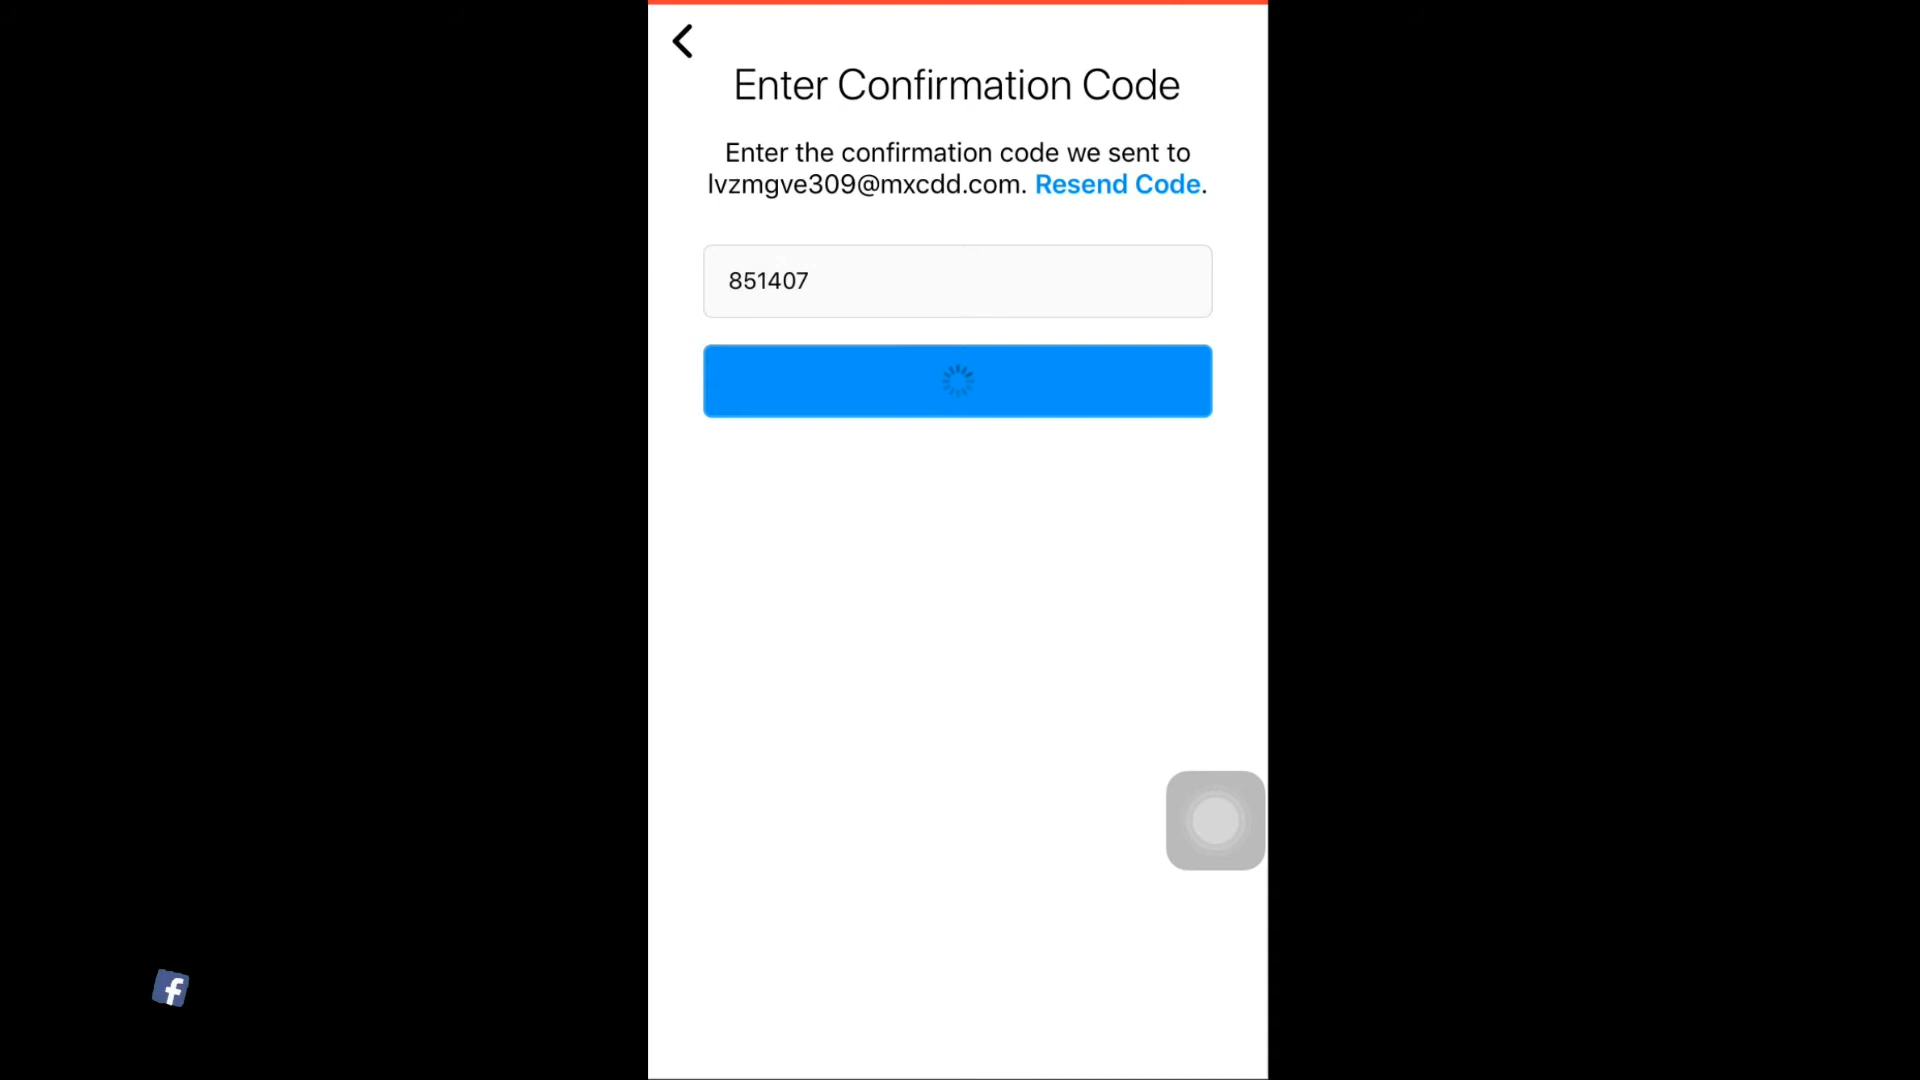 Enter Confirmation Code
Enter the confirmation code we sent to
lvzmgve309@mxcdd.com. Resend Code.
851407
f